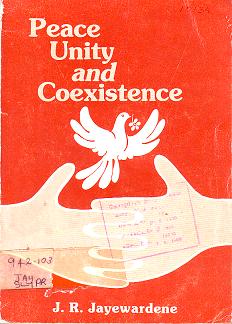 Peace
Unity
and
Coexistence
942-103
JAY
J. R. Jayewardene